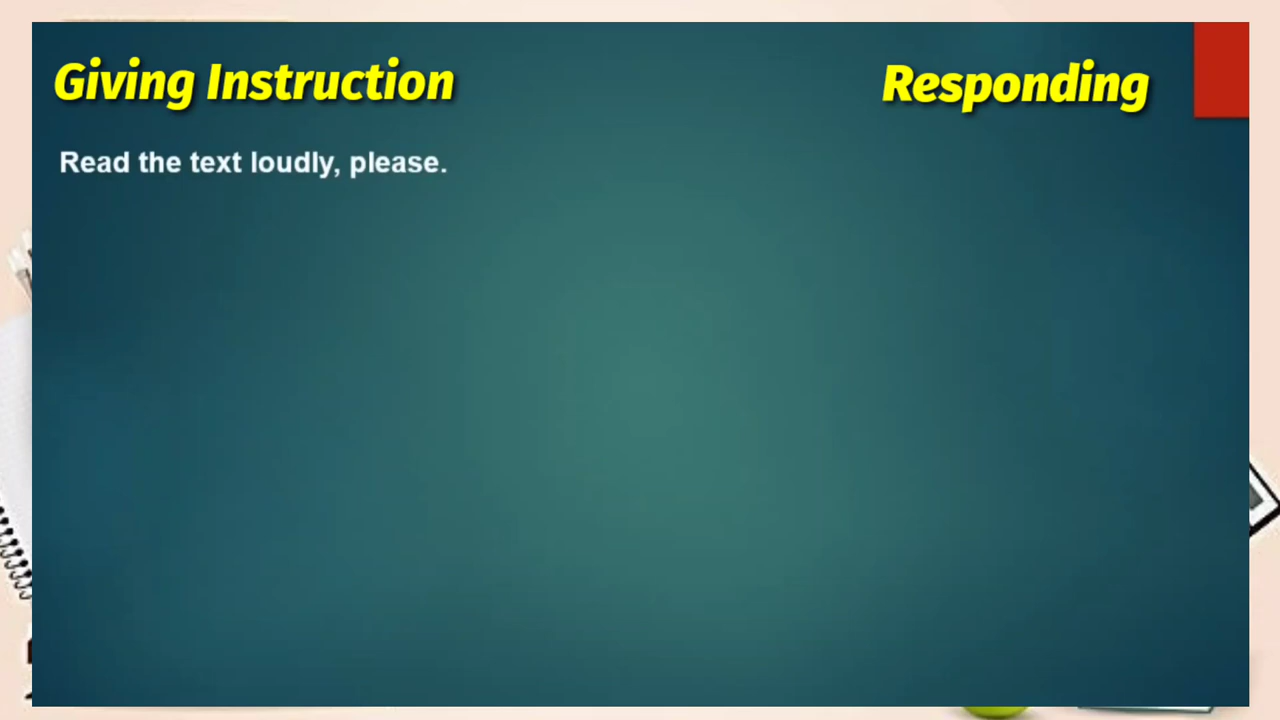 Giving Instruction Responding
Read the text loudly, please.